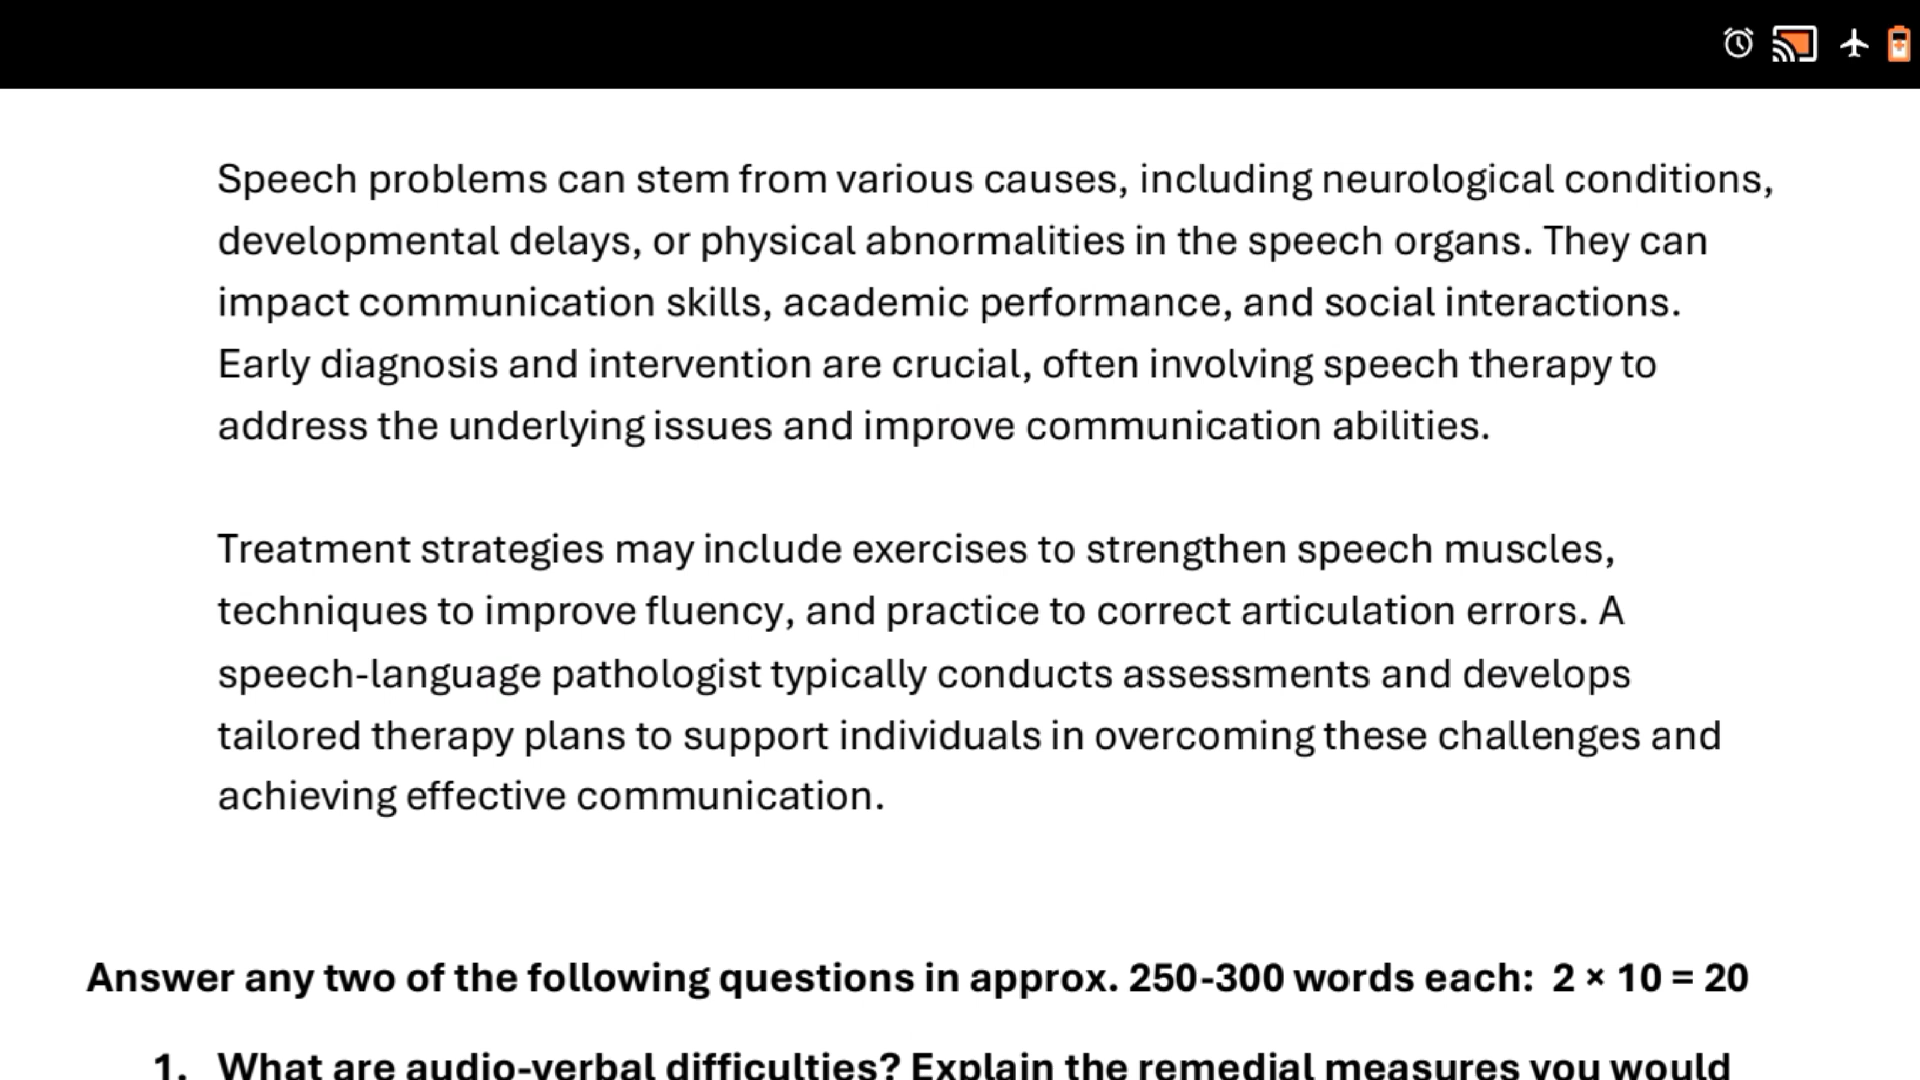 Speech problems can stem from various causes, including neurological conditions,
developmental delays, or physical abnormalities in the speech organs. They can
impact communication skills, academic performance, and social interactions.
Early diagnosis and intervention are crucial, often involving speech therapy to
address the underlying issues and improve communication abilities.
Treatment strategies may include exercises to strengthen speech muscles,
techniques to improve fluency, and practice to correct articulation errors. A
speech-language pathologist typically conducts assessments and develops
tailored therapy plans to support individuals in overcoming these challenges and
achieving effective communication.
Answer any two of the following questions in approx. 250-300 words each: 2 × 10 = 20
1. What are audio-verbal difficulties? Explain the remedial measures you would